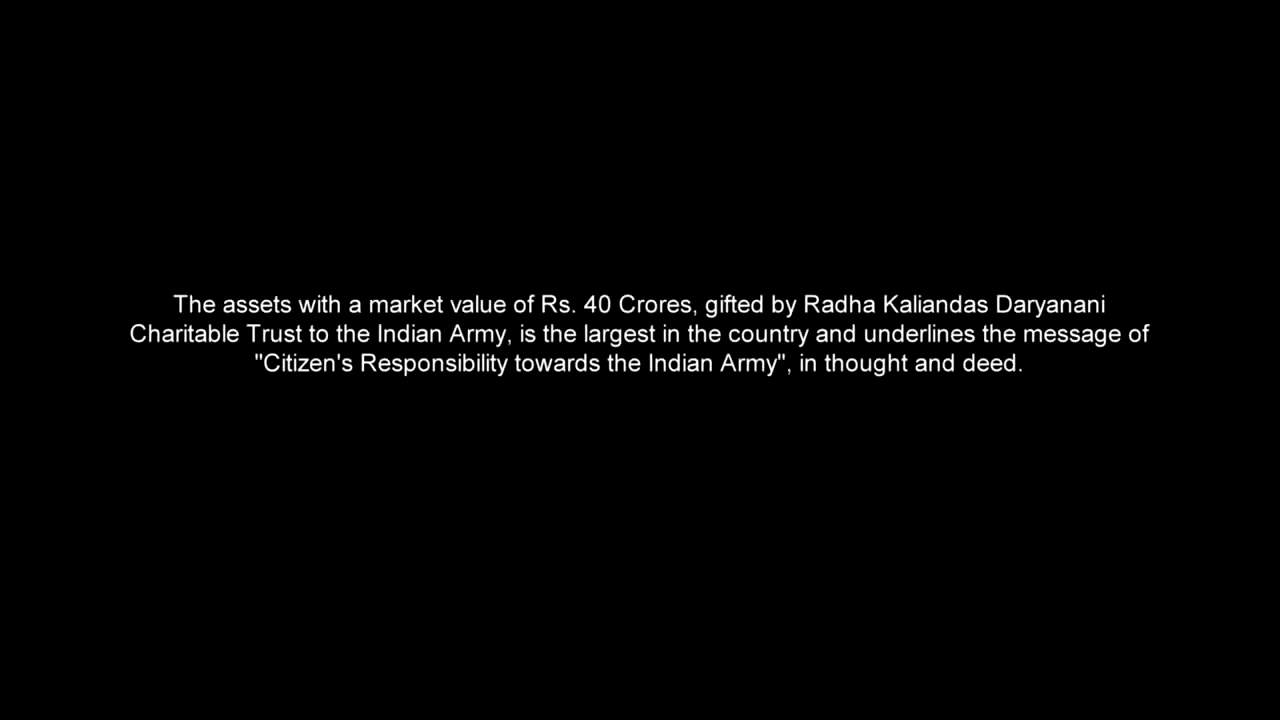 The assets with a market value of Rs. 40 Crores, gifted by Radha Kaliandas Daryanani
Charitable Trust to the Indian Army, is the largest in the country and underlines the message of
"Citizen's Responsibility towards the Indian Army", in thought and deed.